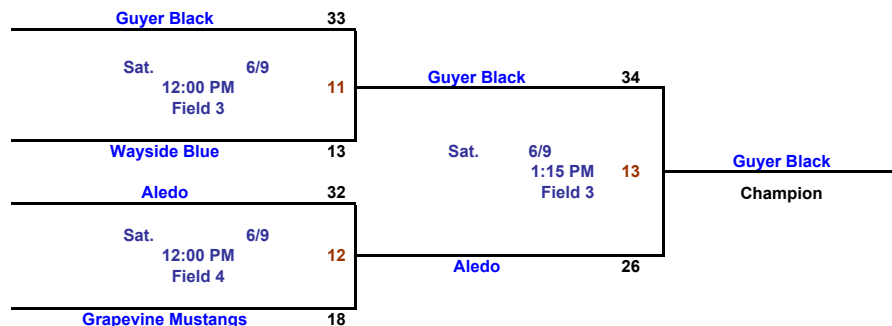 Guyer Black 33
Sat. 6/9
12:00 PM 11
Field 3
Wayside Blue 13
Aledo 32
Sat. 6/9
12:00 PM 12
Field 4
Grapevine Mustangs 18
Guyer Black 34
Sat. 6/9
1:15 PM 13
Field 3
Aledo 26
Guyer Black
Champion